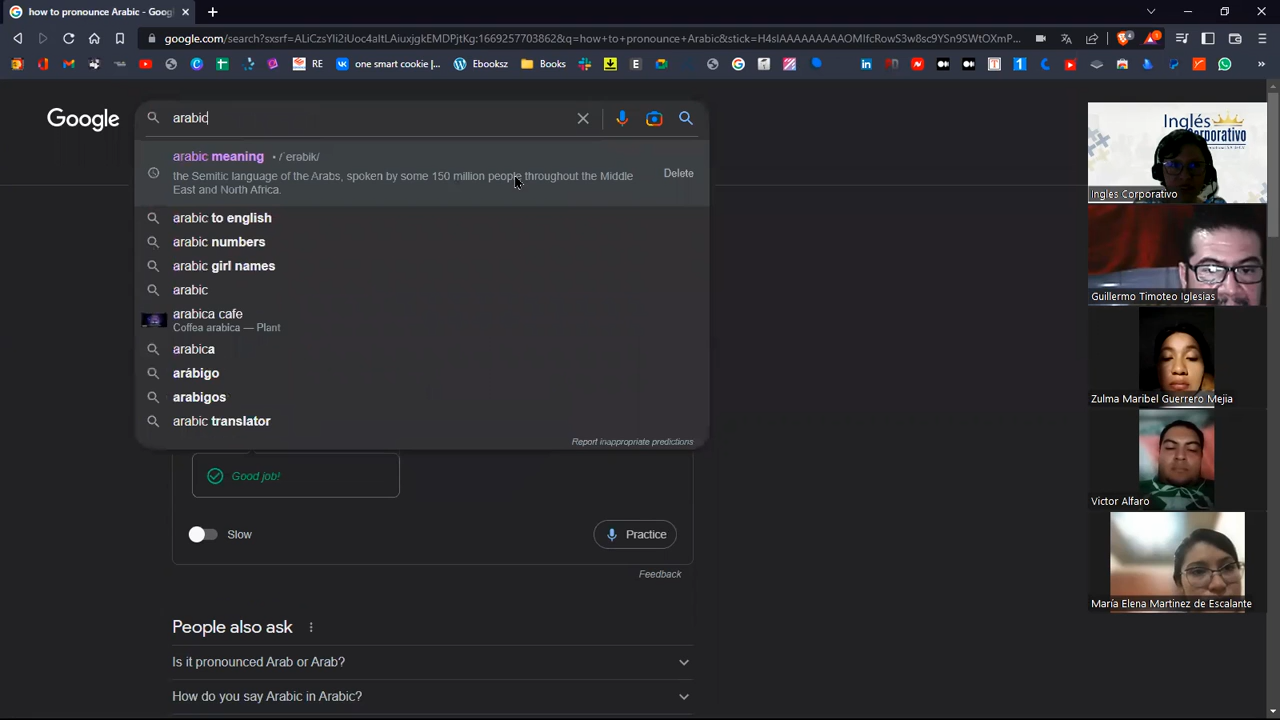 how to pronounce Arabic - Goog
google.com/search?sxsrf=ALiCzsYli2iUoc4aItLAiuxjgkEMDPjtKg:1669257703862&q=how+to+pronounce+Arabic&stick=H4sIAAAAAAAAOMIfcRowS3w8sc9YSn9SWtOXmP...
RE
one smart cookie |...
Ebooksz
Books
Google
arabic
arabic meaning • /ˈerəbik/
the Semitic language of the Arabs, spoken by some 150 million people throughout the Middle
East and North Africa.
Delete
arabic to english
arabic numbers
arabic girl names
arabic
arabica cafe
Coffea arabica — Plant
arabica
arábigo
arabigos
arabic translator
Report inappropriate predictions
Good job!
Slow
Practice
Feedback
People also ask
Is it pronounced Arab or Arab?
How do you say Arabic in Arabic?
Inglés
Corporativo
Ingles Corporativo
Guillermo Timoteo Iglesias
Zulma Maribel Guerrero Mejia
Victor Alfaro
María Elena Martinez de Escalante